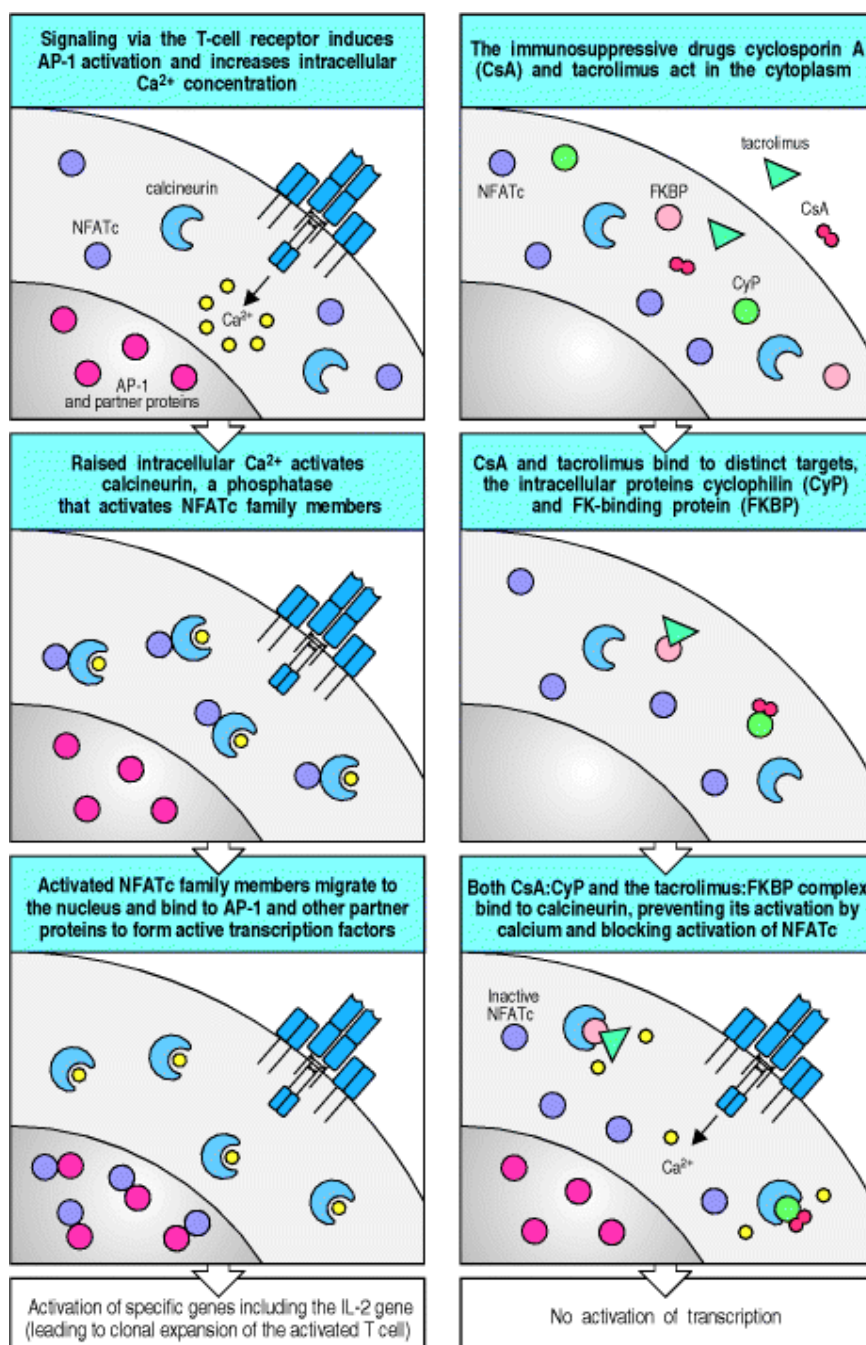 Signaling via the T-cell receptor induces
AP-1 activation and increases intracellular
Ca2+ concentration
calcineurin
NFATc
Ca2+
AP-1
and partner proteins
Raised intracellular Ca2+ activates
calcineurin, a phosphatase
that activates NFATc family members
Activated NFATc family members migrate to
the nucleus and bind to AP-1 and other partner
proteins to form active transcription factors
Activation of specific genes including the IL-2 gene
(leading to clonal expansion of the activated T cell)
The immunosuppressive drugs cyclosporin A
(CsA) and tacrolimus act in the cytoplasm
tacrolimus
NFATc
FKBP
CsA
CyP
CsA and tacrolimus bind to distinct targets,
the intracellular proteins cyclophilin (CyP)
and FK-binding protein (FKBP)
Both CsA:CyP and the tacrolimus:FKBP complex
bind to calcineurin, preventing its activation by
calcium and blocking activation of NFATc
Inactive
NFATc
Ca2+
No activation of transcription